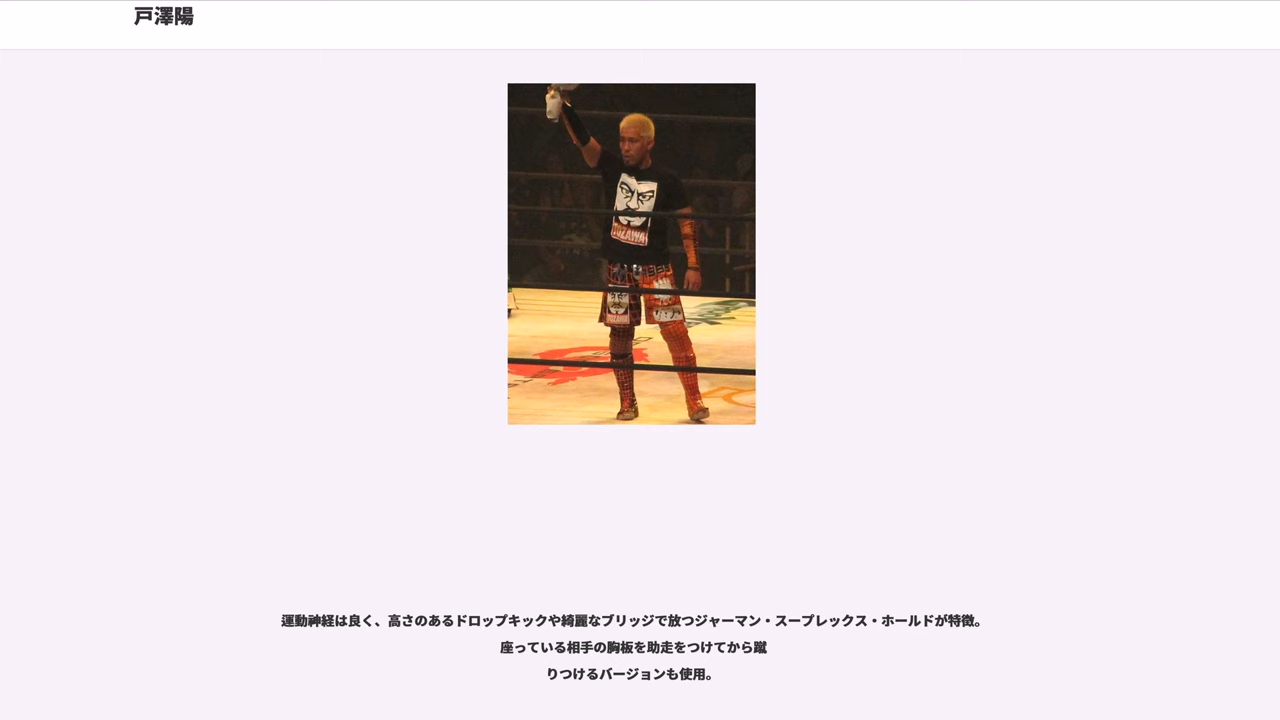 戸澤陽
TOZAWA
TOZAWA
運動神経は良く、高さのあるドロップキックや綺麗なブリッジで放つジャーマン・スープレックス・ホールドが特徴。
座っている相手の胸板を助走をつけてから蹴
りつけるバージョンも使用。